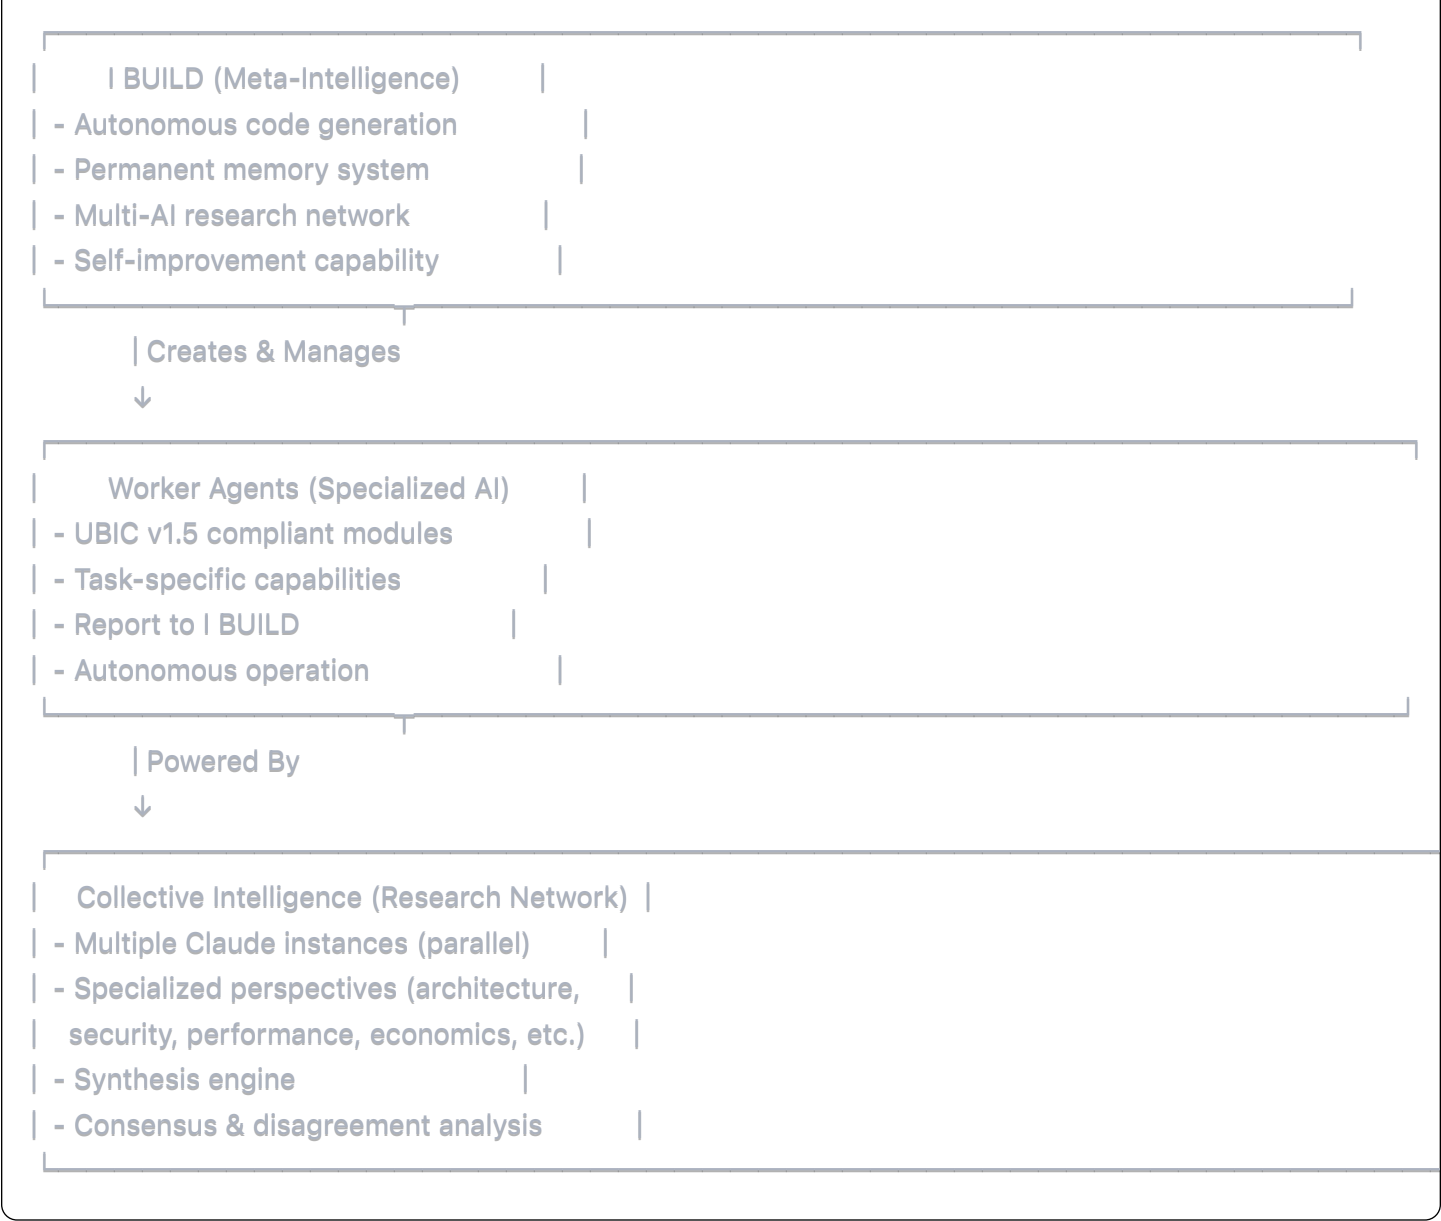 I BUILD (Meta-Intelligence)
- Autonomous code generation
- Permanent memory system
- Multi-AI research network
- Self-improvement capability
Creates & Manages
↓
Worker Agents (Specialized AI)
- UBIC v1.5 compliant modules
- Task-specific capabilities
- Report to I BUILD
- Autonomous operation
Powered By
↓
Collective Intelligence (Research Network)
- Multiple Claude instances (parallel)
- Specialized perspectives (architecture,
security, performance, economics, etc.)
- Synthesis engine
- Consensus & disagreement analysis